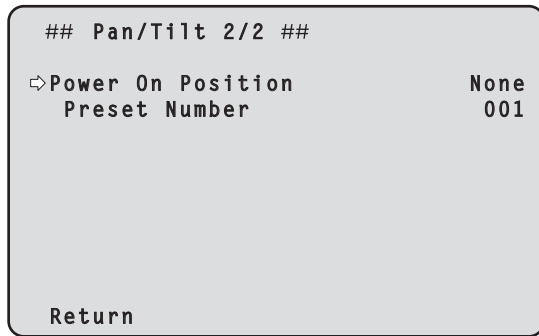 ## Pan/Tilt 2/2 ##
⇨Power On Position None
Preset Number 001
Return